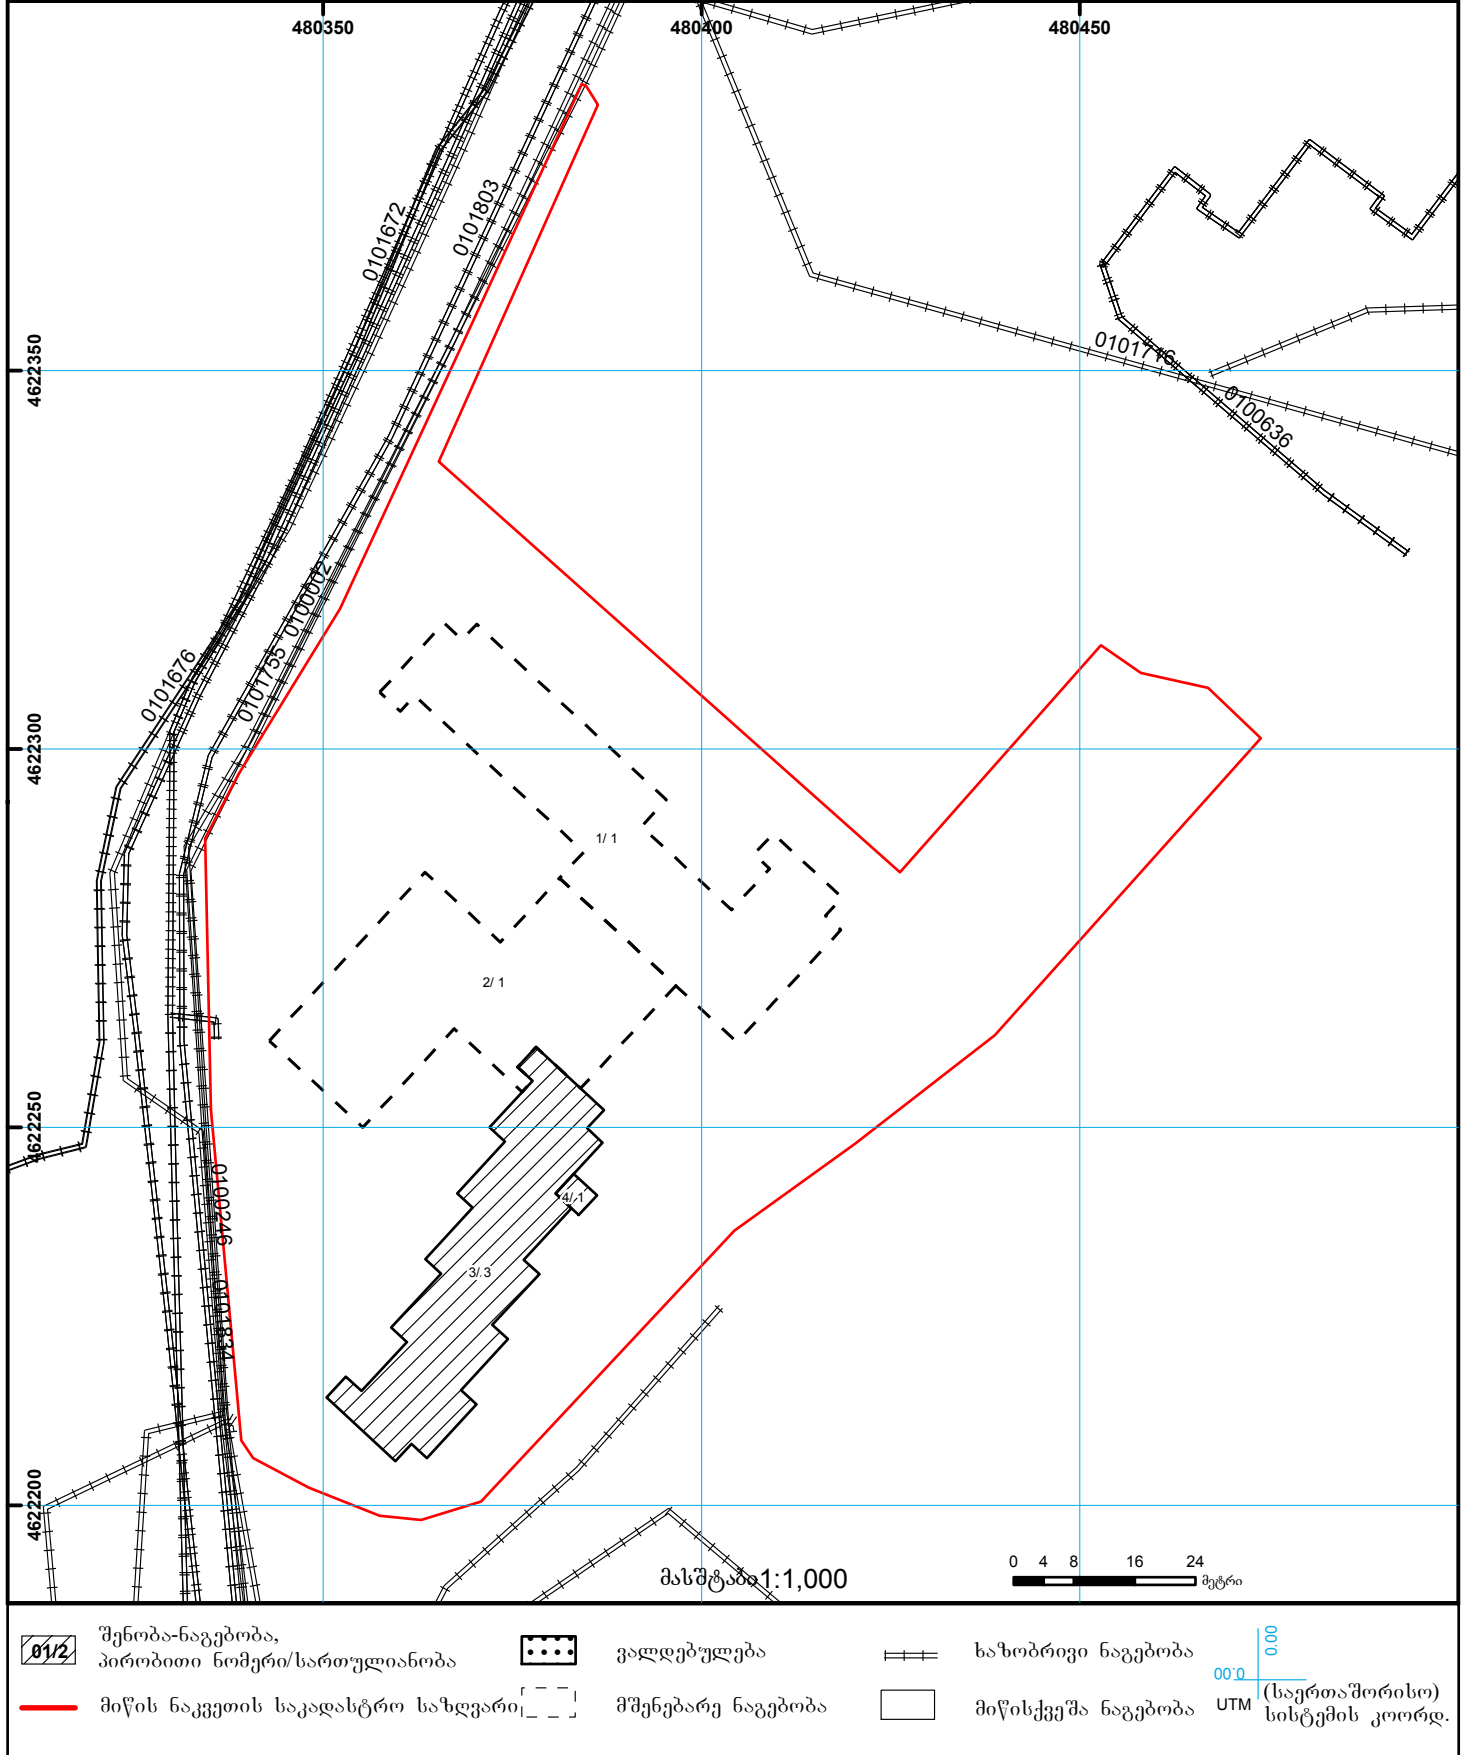 480350
480400
480450
4622350
4622300
4622250
4622200
0101672
0101803
0101716
0100636
0100002
0101755
0101676
1/ 1
2/ 1
0100246
4/ 1
3/ 3
0101834
მასშტაბი 1:1,000
0 4 8 16 24
მეტრი
01/2
შენობა-ნაგებობა,
პირობითი ნომერი/სართულიანობა
ვალდებულება
ხაზობრივი ნაგებობა
00.0
00.0
მიწის ნაკვეთის საკადასტრო საზღვარი
მშენებარე ნაგებობა
მიწისქვეშა ნაგებობა
UTM
(საერთაშორისო)
სისტემის კოორდ.